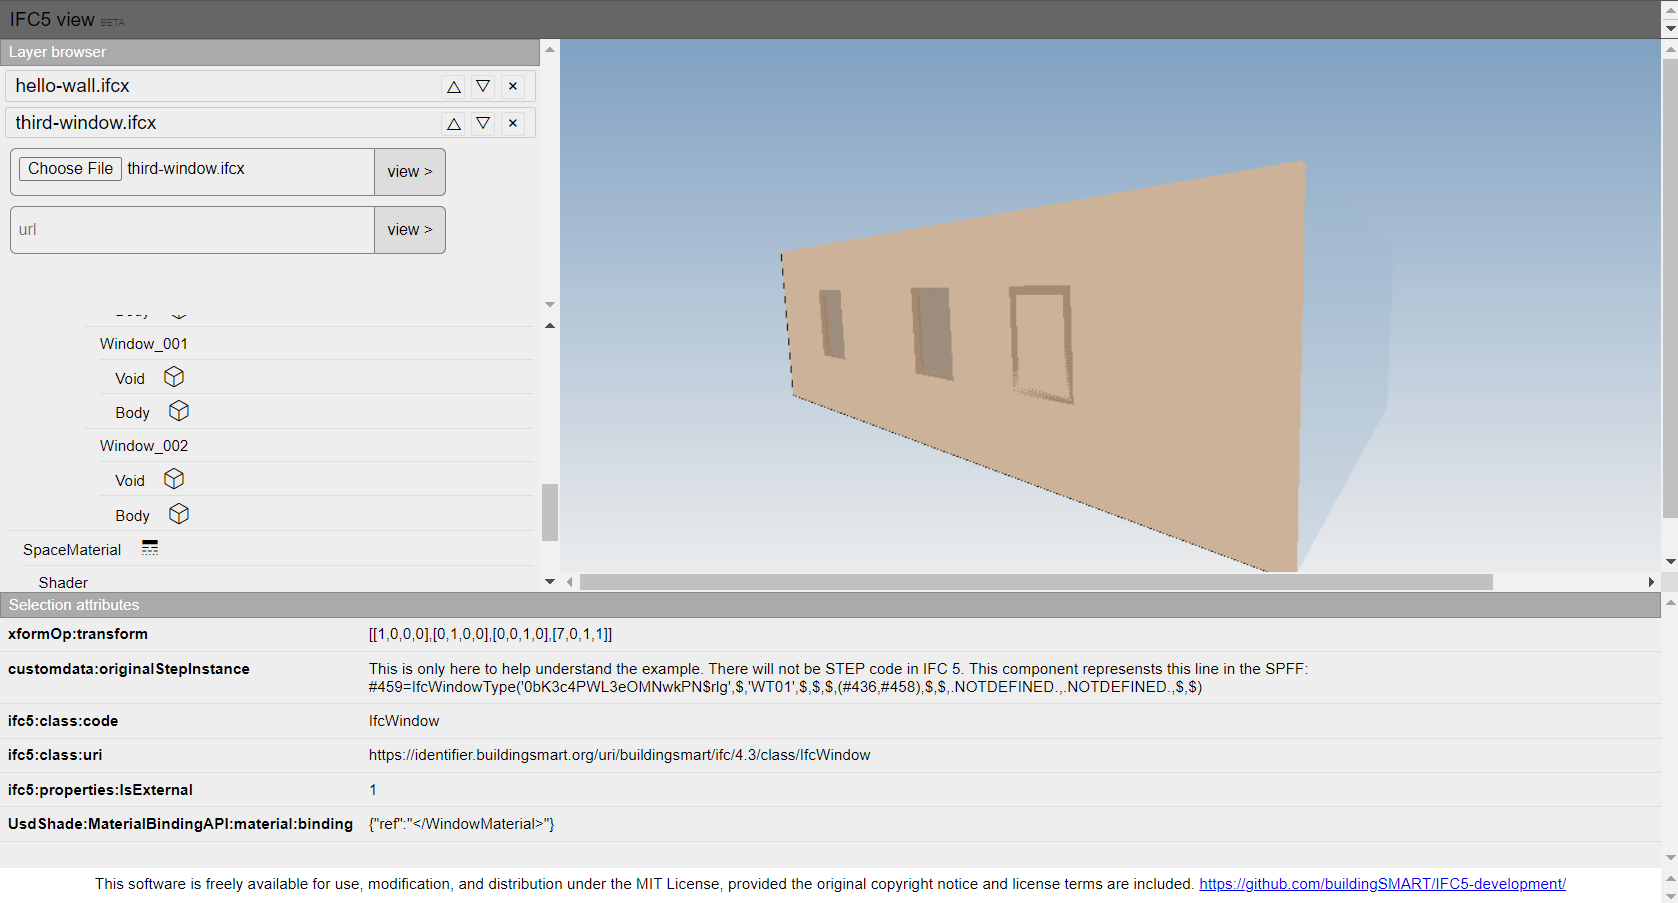 IFC5 view BETA
Layer browser
hello-wall.ifcx △ ▽ ×
third-window.ifcx △ ▽ ×
Choose File third-window.ifcx view >
url view >
Window_001
Void
Body
Window_002
Void
Body
SpaceMaterial
Shader
Selection attributes
xformOp:transform [[1,0,0,0],[0,1,0,0],[0,0,1,0],[7,0,1,1]]
customdata:originalStepInstance This is only here to help understand the example. There will not be STEP code in IFC 5. This component represensts this line in the SPFF:
#459=IfcWindowType('0bK3c4PWL3eOMNwkPN$rlg',$,'WT01',$,$,$,(#436,#458),$,$,.NOTDEFINED.,.NOTDEFINED.,$,$)
ifc5:class:code IfcWindow
ifc5:class:uri https://identifier.buildingsmart.org/uri/buildingsmart/ifc/4.3/class/IfcWindow
ifc5:properties:IsExternal 1
UsdShade:MaterialBindingAPI:material:binding {"ref":"</WindowMaterial>"}
This software is freely available for use, modification, and distribution under the MIT License, provided the original copyright notice and license terms are included. https://github.com/buildingSMART/IFC5-development/